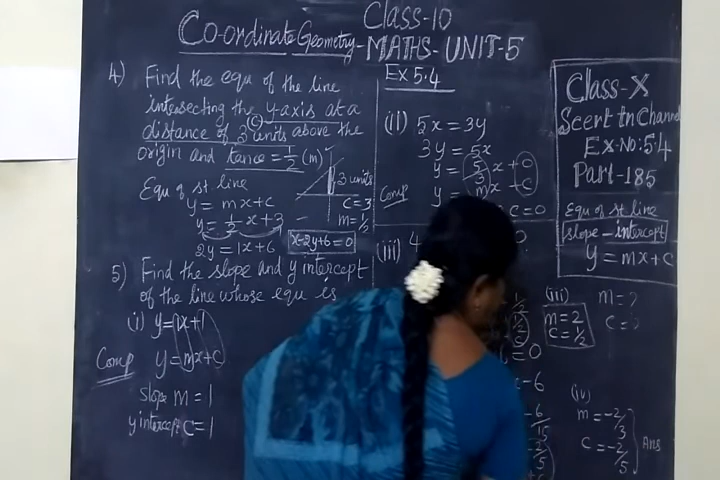 Class-10
Co-ordinate Geometry - MATHS - UNIT-5
4) Find the equ of the line
intersecting the y-axis at a
distance of 3 units above the (C)
origin and tanθ = 1/2 (m)
3 units
C = 3
m = 1/2
Equ of st line
y = mx+c
y = 1/2 x + 3
2y = 1x + 6
x-2y+6=0
5) Find the slope and y intercept
of the line whose equ is
(i) y = 1x+1
Comp y = mx+c
slope m = 1
y intercept C = 1
Ex 5.4
(ii) 5x = 3y
3y = 5x
y = 5/3 x + 0
Comp y = mx + c
C = 0
(iii) 4
= 0
-6
(iii) m = ?
C = ?
m = 2
C = 1/2
(iv)
m = -2/3
C = -2/5
Ans
Class-X
Scert tn Channel
Ex.No: 5.4
Part-185
Equ of st line
slope - intercept
y = mx+c